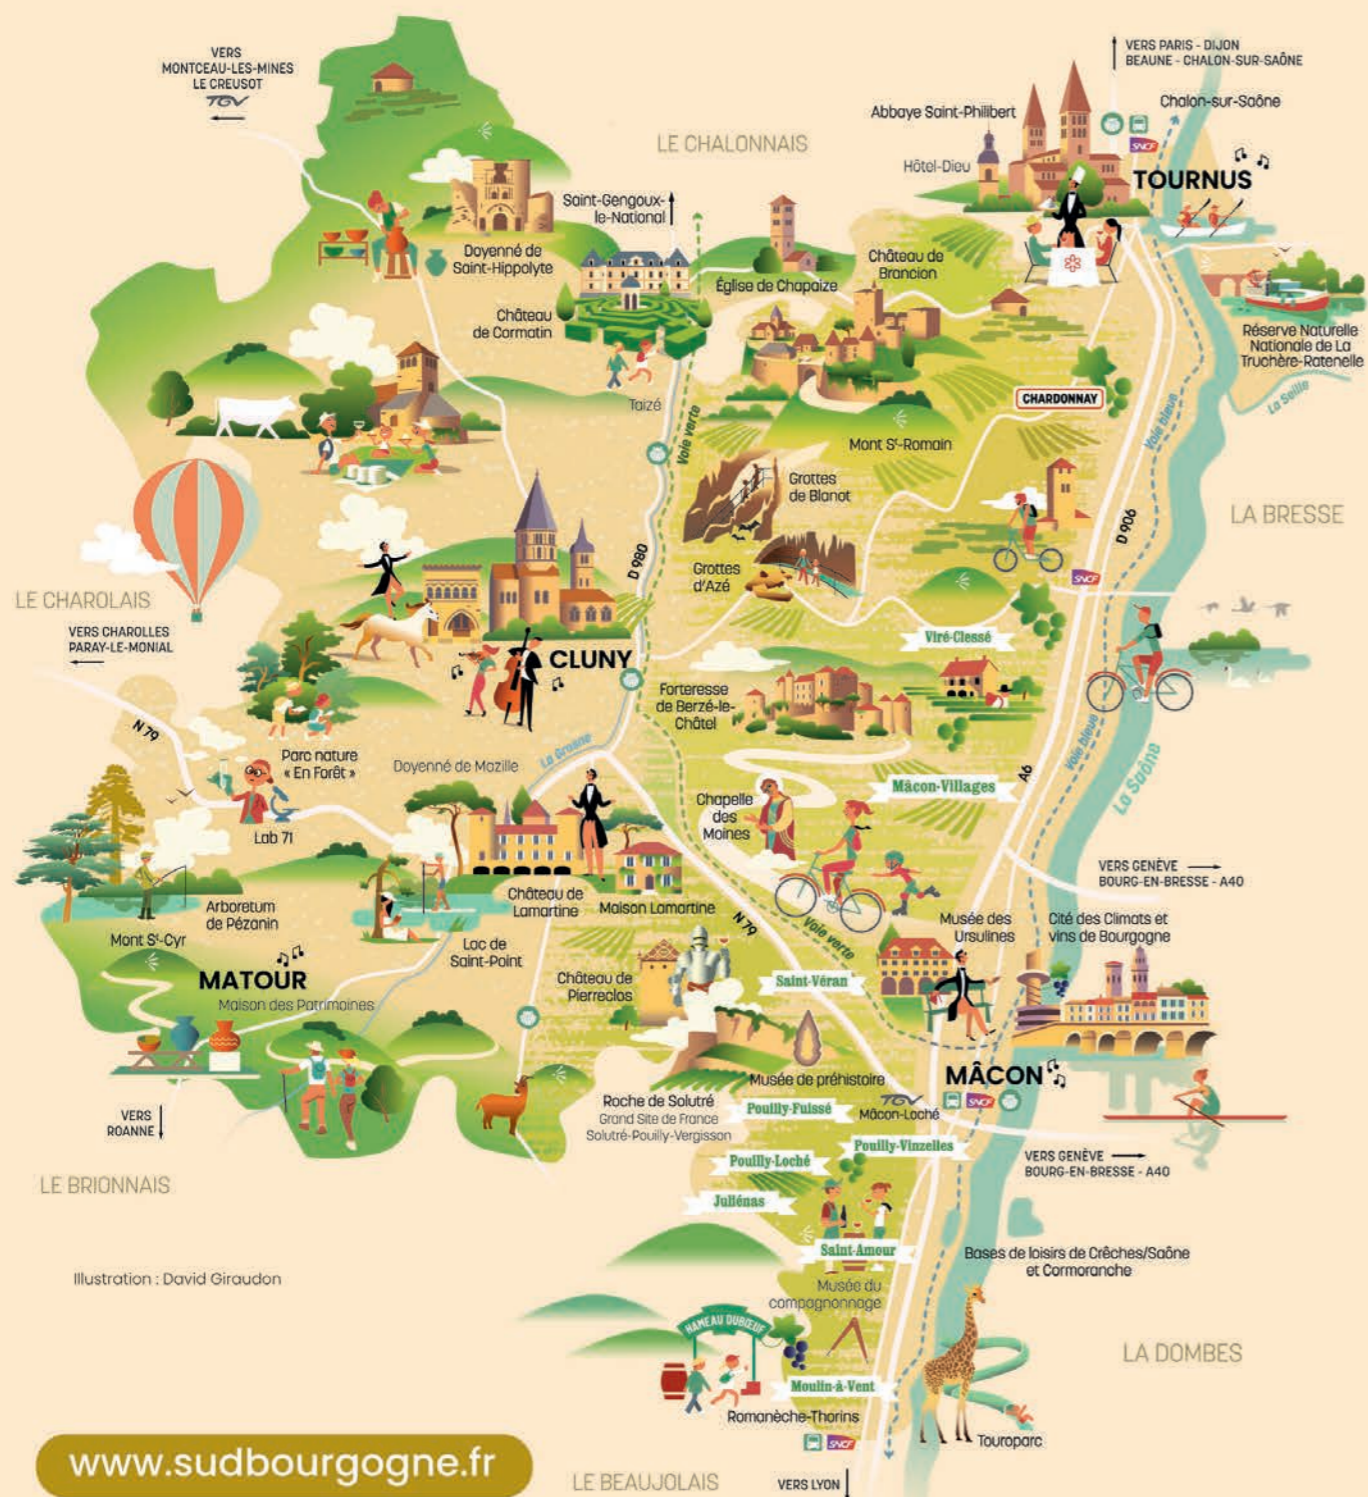 VERS
MONTCEAU-LES-MINES
LE CREUSOT
TGV
VERS PARIS - DIJON
BEAUNE - CHALON-SUR-SAÔNE
Abbaye Saint-Philibert
Chalon-sur-Saône
LE CHALONNAIS
SNCF
Hôtel-Dieu
TOURNUS
Saint-Gengoux-
le-National
Doyenné de
Saint-Hippolyte
Château de
Brancion
Église de Chapaize
Château
de Cormatin
Réserve Naturelle
Nationale de La
Truchère-Ratenelle
La Seille
Taizé
CHARDONNAY
Voie verte
Voie bleue
Mont St-Romain
Grottes
de Blanot
LA BRESSE
D 906
D 980
Grottes
d'Azé
SNCF
LE CHAROLAIS
VERS CHAROLLES
PARAY-LE-MONIAL
Viré-Clessé
CLUNY
Forteresse
de Berzé-le-
Châtel
N 79
Parc nature
« En Forêt »
La Grosne
Doyenné de Mazille
Voie bleue
La Saône
A6
Mâcon-Villages
Chapelle
des
Moines
Lab 71
VERS GENÈVE
BOURG-EN-BRESSE - A40
Château de
Lamartine
Maison Lamartine
Arboretum
de Pézanin
N79
Voie verte
Musée des
Ursulines
Cité des Climats et
vins de Bourgogne
Mont St-Cyr
Lac de
Saint-Point
MATOUR
Maison des Patrimoines
Château de
Pierreclos
Saint-Véran
Musée de préhistoire
MÂCON
Roche de Solutré
Grand Site de France
Solutré-Pouilly-Vergisson
Pouilly-Fuissé
TGV
Mâcon-Loché
SNCF
VERS
ROANNE
Pouilly-Vinzelles
Pouilly-Loché
VERS GENÈVE
BOURG-EN-BRESSE - A40
LE BRIONNAIS
Juliénas
Saint-Amour
Bases de loisirs de Crêches/Saône
et Cormoranche
Illustration : David Giraudon
Musée du
compagnonnage
HAMEAU DUBŒUF
LA DOMBES
Moulin-à-Vent
Romanèche-Thorins
SNCF
Touroparc
www.sudbourgogne.fr
LE BEAUJOLAIS
VERS LYON